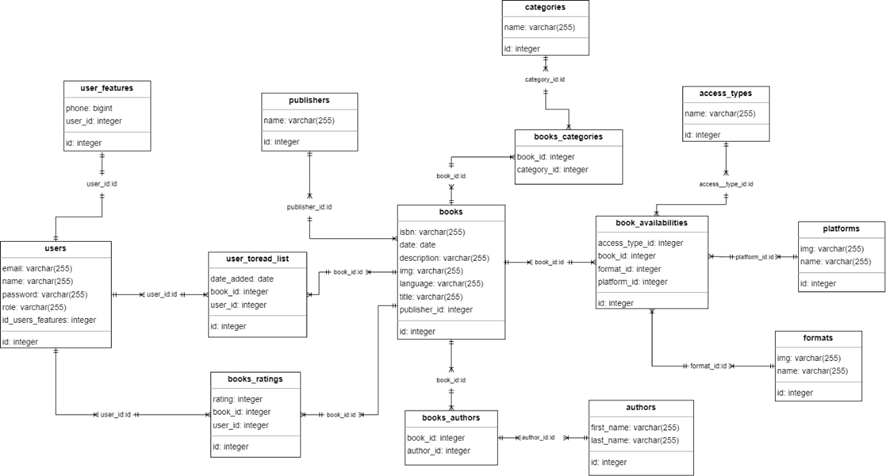 categories
name: varchar(255)
id: integer
category_id:id
user_features
phone: bigint
user_id: integer
id: integer
user_id:id
publishers
name: varchar(255)
id: integer
publisher_id:id
access_types
name: varchar(255)
id: integer
access__type_id:id
books_categories
book_id: integer
category_id: integer
book_id:id
books
isbn: varchar(255)
date: date
description: varchar(255)
img: varchar(255)
language: varchar(255)
title: varchar(255)
publisher_id: integer
id: integer
book_availabilities
access_type_id: integer
book_id: integer
format_id: integer
platform_id: integer
id: integer
book_id:id
platforms
img: varchar(255)
name: varchar(255)
id: integer
platform_id:id
users
email: varchar(255)
name: varchar(255)
password: varchar(255)
role: varchar(255)
id_users_features: integer
id: integer
user_toread_list
date_added: date
book_id: integer
user_id: integer
id: integer
user_id:id
book_id:id
formats
img: varchar(255)
name: varchar(255)
id: integer
format_id:id
books_ratings
rating: integer
book_id: integer
user_id: integer
id: integer
user_id:id
book_id:id
book_id:id
books_authors
book_id: integer
author_id: integer
author_id:id
authors
first_name: varchar(255)
last_name: varchar(255)
id: integer